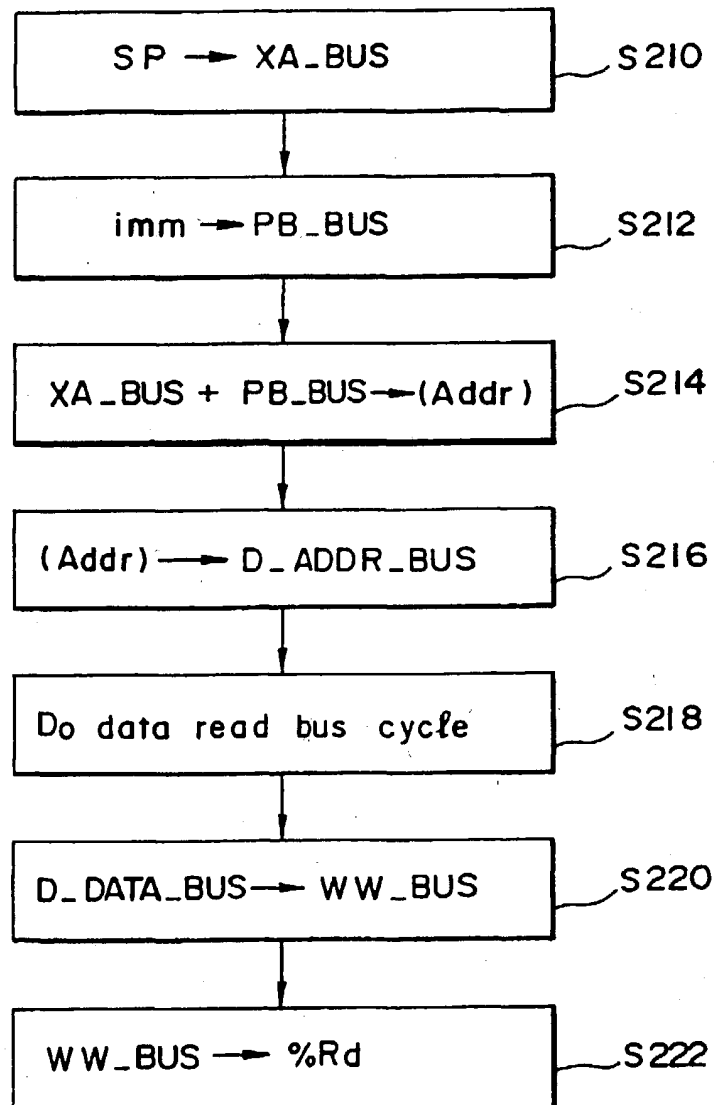 SP → XA_BUS S210
imm → PB_BUS S212
XA_BUS + PB_BUS → (Addr) S214
(Addr) → D_ADDR_BUS S216
Do data read bus cycle S218
D_DATA_BUS → WW_BUS S220
WW_BUS → %Rd S222